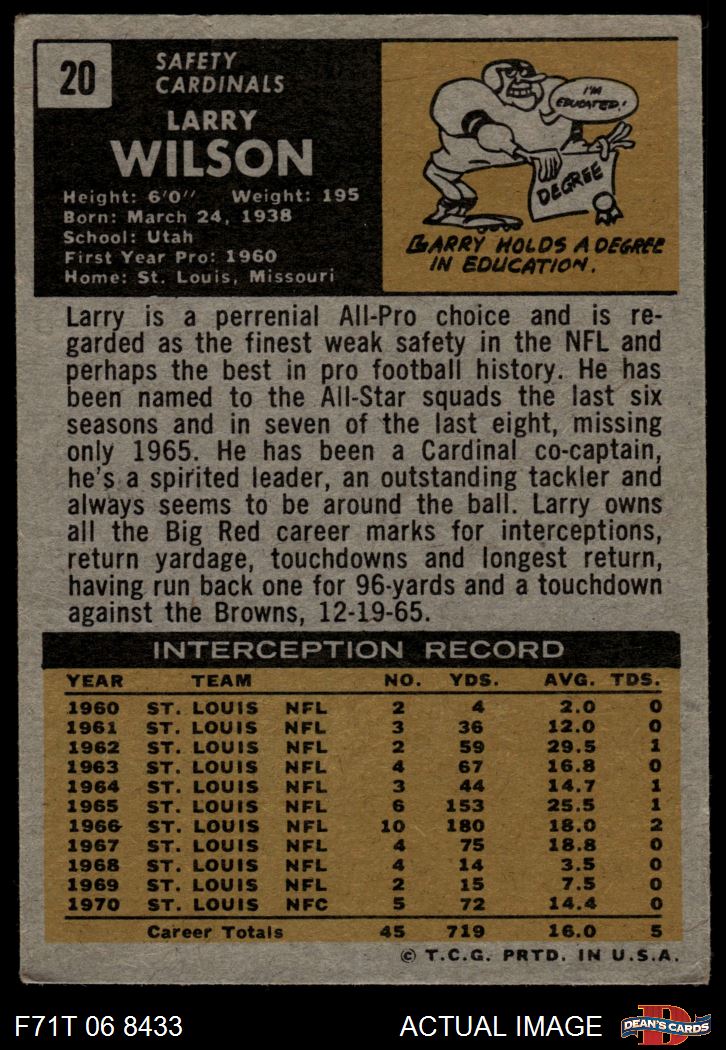 20
SAFETY
CARDINALS
LARRY
WILSON
Height: 6'0" Weight: 195
Born: March 24, 1938
School: Utah
First Year Pro: 1960
Home: St. Louis, Missouri
I'M
EDUCATED!
DEGREE
LARRY HOLDS A DEGREE
IN EDUCATION.
Larry is a perrenial All-Pro choice and is re-
garded as the finest weak safety in the NFL and
perhaps the best in pro football history. He has
been named to the All-Star squads the last six
seasons and in seven of the last eight, missing
only 1965. He has been a Cardinal co-captain,
he's a spirited leader, an outstanding tackler and
always seems to be around the ball. Larry owns
all the Big Red career marks for interceptions,
return yardage, touchdowns and longest return,
having run back one for 96-yards and a touchdown
against the Browns, 12-19-65.
INTERCEPTION RECORD
YEAR TEAM NO. YDS. AVG. TDS.
1960 ST. LOUIS NFL 2 4 2.0 0
1961 ST. LOUIS NFL 3 36 12.0 0
1962 ST. LOUIS NFL 2 59 29.5 1
1963 ST. LOUIS NFL 4 67 16.8 0
1964 ST. LOUIS NFL 3 44 14.7 1
1965 ST. LOUIS NFL 6 153 25.5 1
1966 ST. LOUIS NFL 10 180 18.0 2
1967 ST. LOUIS NFL 4 75 18.8 0
1968 ST. LOUIS NFL 4 14 3.5 0
1969 ST. LOUIS NFL 2 15 7.5 0
1970 ST. LOUIS NFC 5 72 14.4 0
Career Totals 45 719 16.0 5
© T.C.G. PRTD. IN U.S.A.
F71T 06 8433 ACTUAL IMAGE
D
DEAN'S CARDS